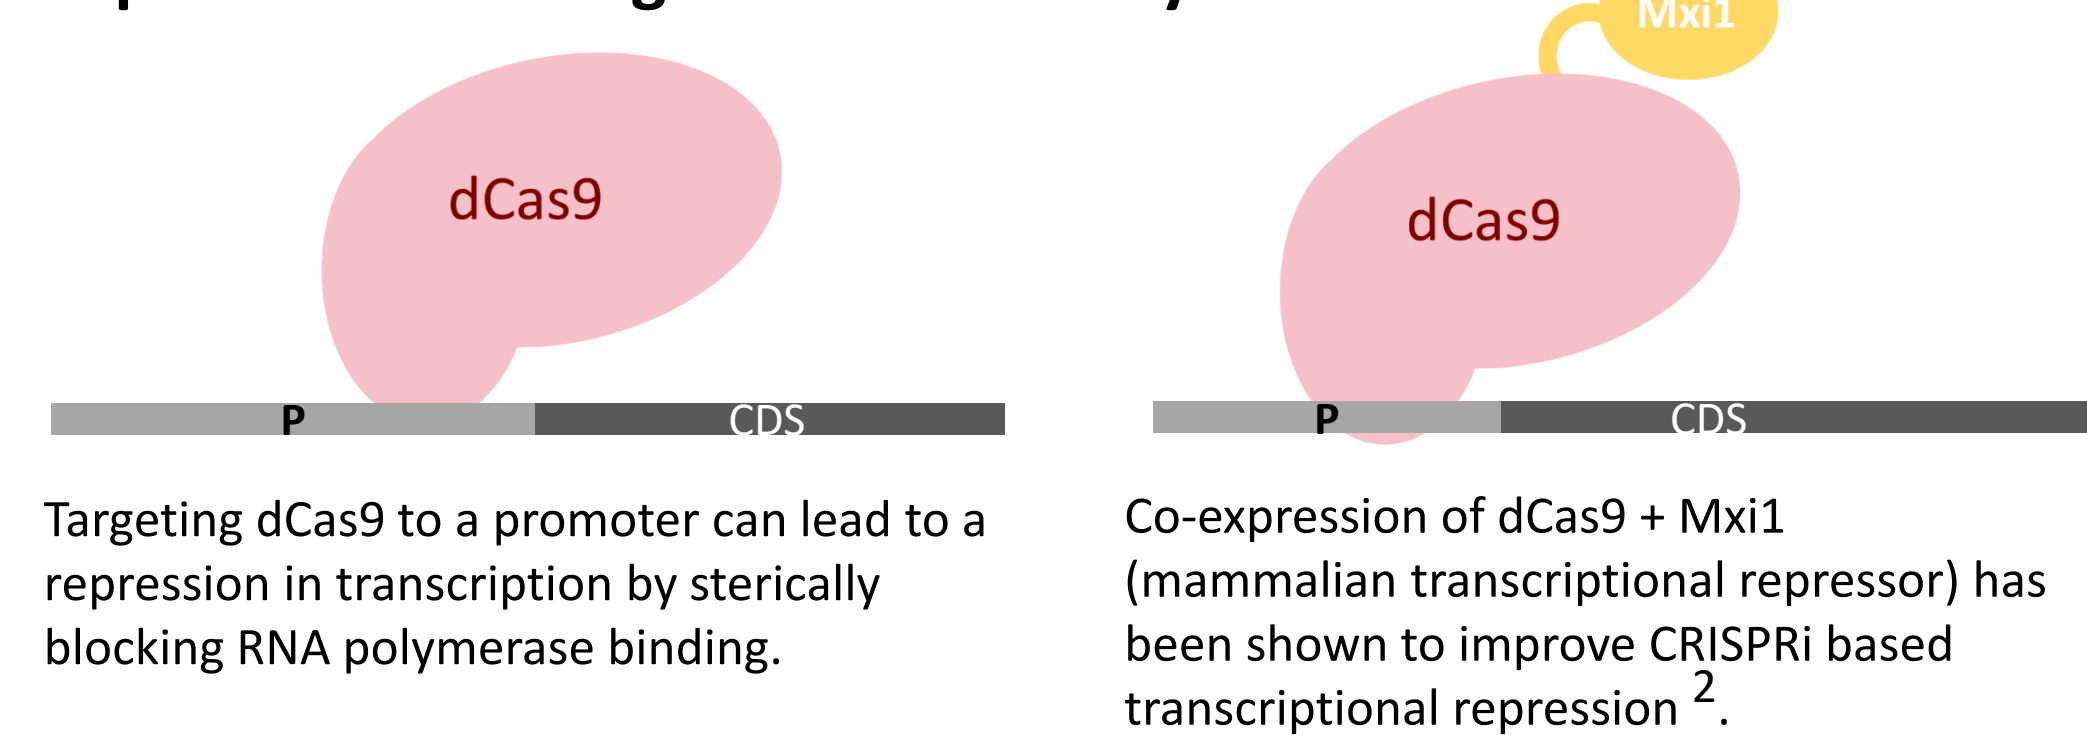 Mxi1
dCas9
dCas9
P
CDS
P
CDS
Targeting dCas9 to a promoter can lead to a
repression in transcription by sterically
blocking RNA polymerase binding.
Co-expression of dCas9 + Mxi1
(mammalian transcriptional repressor) has
been shown to improve CRISPRi based
transcriptional repression 2.